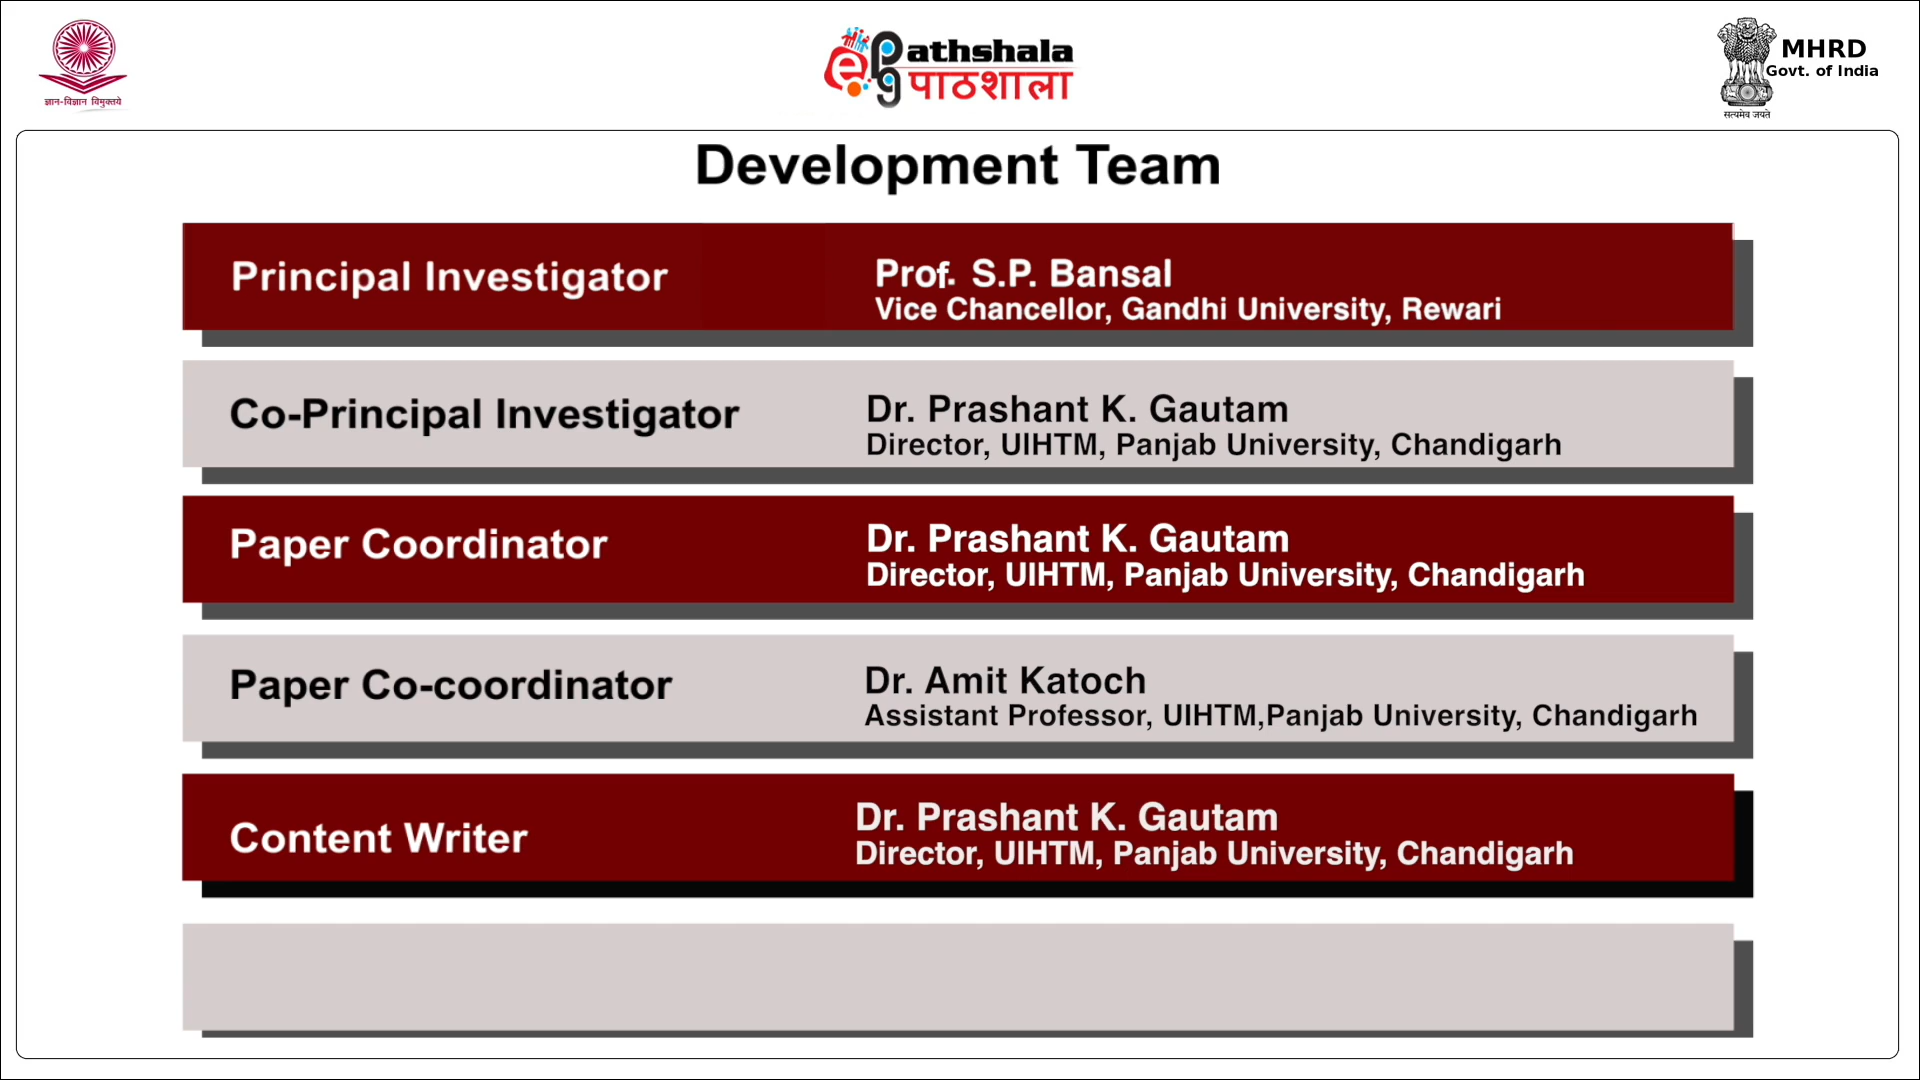 ज्ञान-विज्ञान विमुक्तये
ePathshala
पाठशाला
MHRD
Govt. of India
सत्यमेव जयते
Development Team
Principal Investigator
Prof. S.P. Bansal
Vice Chancellor, Gandhi University, Rewari
Co-Principal Investigator
Dr. Prashant K. Gautam
Director, UIHTM, Panjab University, Chandigarh
Paper Coordinator
Dr. Prashant K. Gautam
Director, UIHTM, Panjab University, Chandigarh
Paper Co-coordinator
Dr. Amit Katoch
Assistant Professor, UIHTM,Panjab University, Chandigarh
Content Writer
Dr. Prashant K. Gautam
Director, UIHTM, Panjab University, Chandigarh